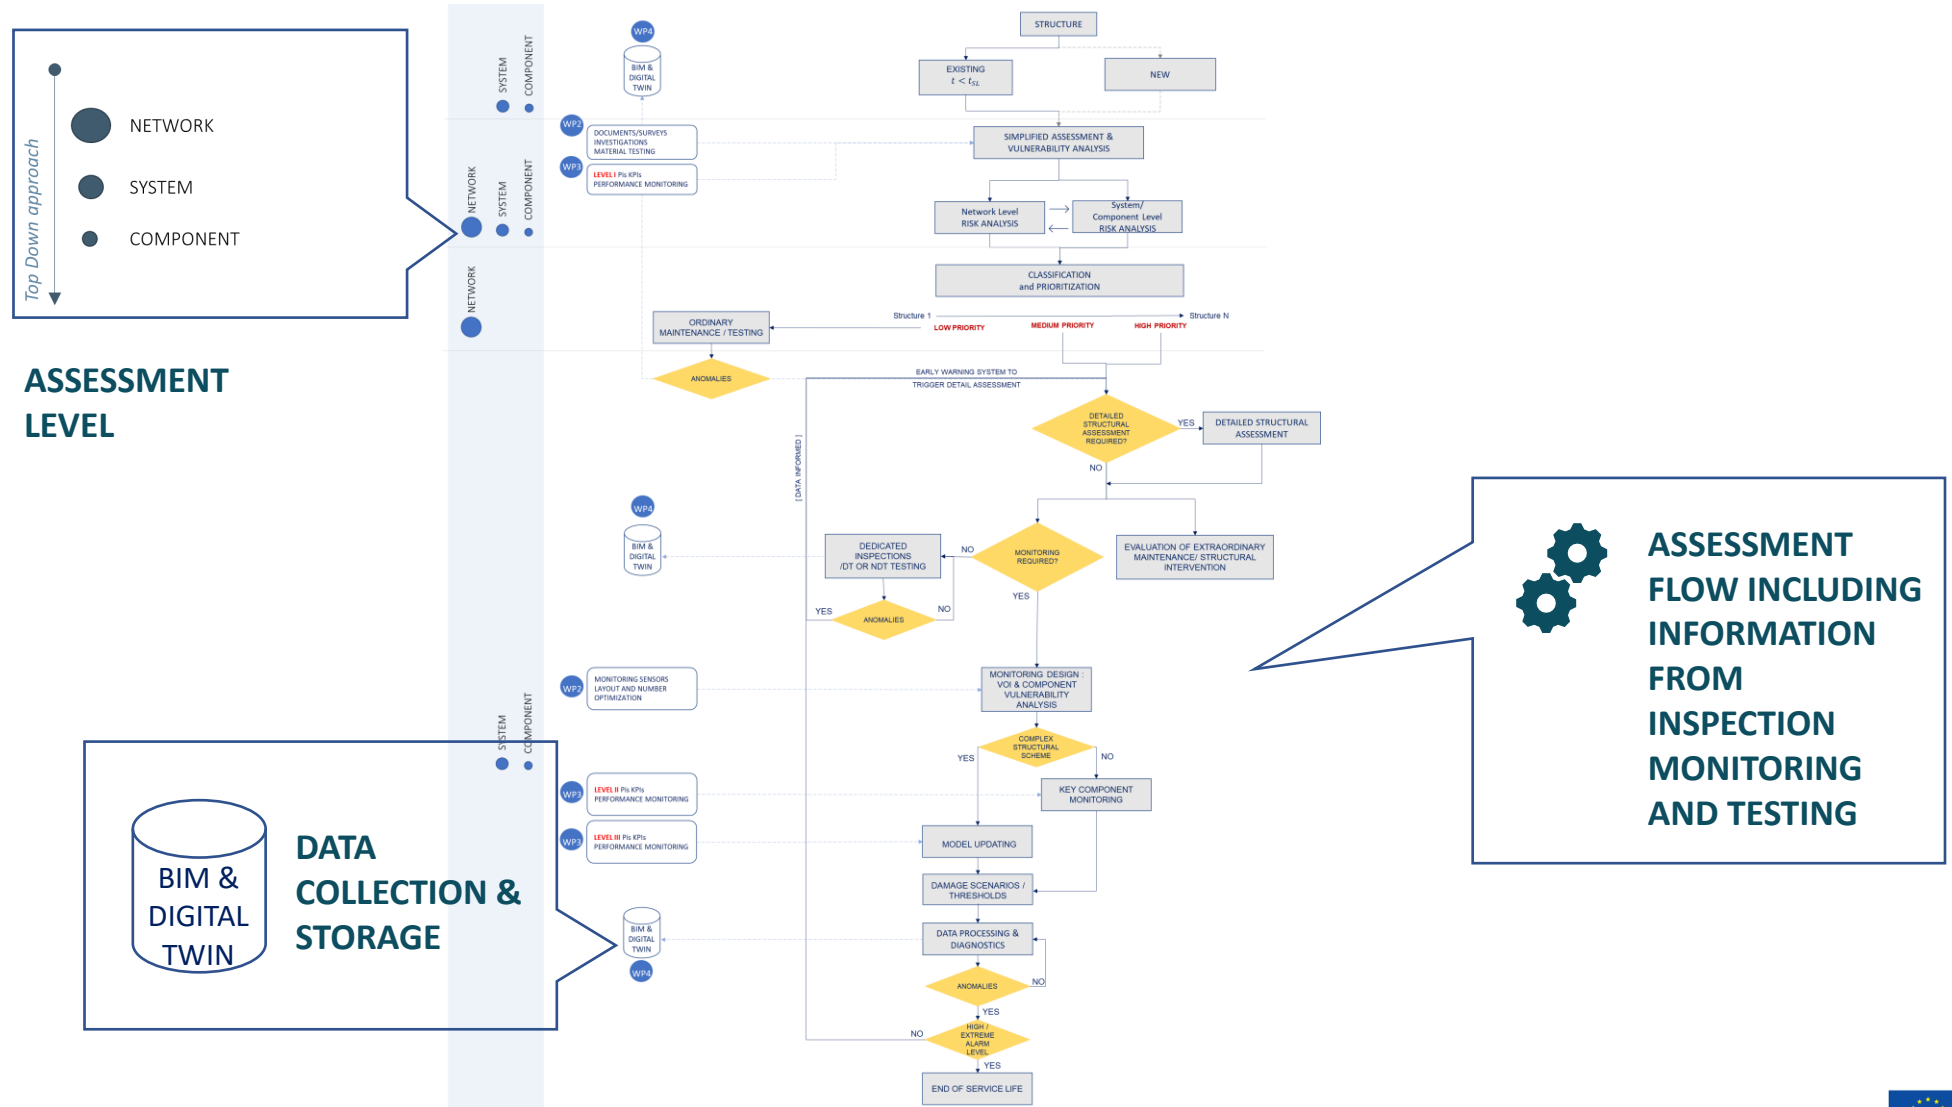 Top Down approach
NETWORK
SYSTEM
COMPONENT
ASSESSMENT
LEVEL
SYSTEM
COMPONENT
NETWORK
SYSTEM
COMPONENT
NETWORK
SYSTEM
COMPONENT
WP4
BIM &
DIGITAL
TWIN
STRUCTURE
EXISTING
t < tSL
NEW
WP2
DOCUMENTS/SURVEYS
INVESTIGATIONS
MATERIAL TESTING
WP3
LEVEL I PIs KPIs
PERFORMANCE MONITORING
SIMPLIFIED ASSESSMENT &
VULNERABILITY ANALYSIS
Network Level
RISK ANALYSIS
System/
Component Level
RISK ANALYSIS
CLASSIFICATION
and PRIORITIZATION
Structure 1
Structure N
LOW PRIORITY
MEDIUM PRIORITY
HIGH PRIORITY
ORDINARY
MAINTENANCE / TESTING
ANOMALIES
EARLY WARNING SYSTEM TO
TRIGGER DETAIL ASSESSMENT
[ DATA INFORMED ]
DETAILED
STRUCTURAL
ASSESSMENT
REQUIRED?
YES
DETAILED STRUCTURAL
ASSESSMENT
NO
WP4
BIM &
DIGITAL
TWIN
DEDICATED
INSPECTIONS
/DT OR NDT TESTING
NO
MONITORING
REQUIRED?
EVALUATION OF EXTRAORDINARY
MAINTENANCE/ STRUCTURAL
INTERVENTION
YES
YES
ANOMALIES
NO
WP2
MONITORING SENSORS
LAYOUT AND NUMBER
OPTIMIZATION
MONITORING DESIGN :
VOI & COMPONENT
VULNERABILITY
ANALYSIS
COMPLEX
STRUCTURAL
SCHEME
YES
NO
WP3
LEVEL II PIs KPIs
PERFORMANCE MONITORING
KEY COMPONENT
MONITORING
WP3
LEVEL III PIs KPIs
PERFORMANCE MONITORING
MODEL UPDATING
DAMAGE SCENARIOS /
THRESHOLDS
BIM &
DIGITAL
TWIN
WP4
DATA PROCESSING &
DIAGNOSTICS
ANOMALIES
NO
YES
NO
HIGH /
EXTREME
ALARM
LEVEL
YES
END OF SERVICE LIFE
BIM &
DIGITAL
TWIN
DATA
COLLECTION &
STORAGE
ASSESSMENT
FLOW INCLUDING
INFORMATION
FROM
INSPECTION
MONITORING
AND TESTING